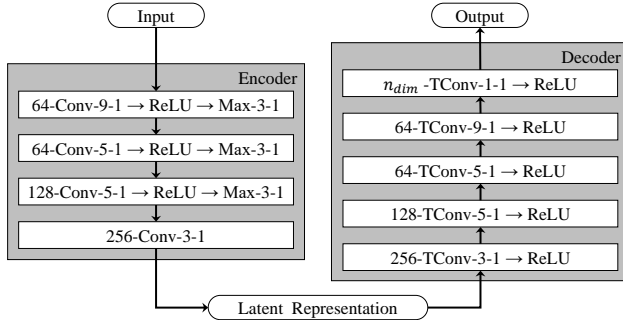 Input
Encoder
64-Conv-9-1 → ReLU → Max-3-1
64-Conv-5-1 → ReLU → Max-3-1
128-Conv-5-1 → ReLU → Max-3-1
256-Conv-3-1
Latent Representation
Output
Decoder
n_{dim} -TConv-1-1 → ReLU
64-TConv-9-1 → ReLU
64-TConv-5-1 → ReLU
128-TConv-5-1 → ReLU
256-TConv-3-1 → ReLU